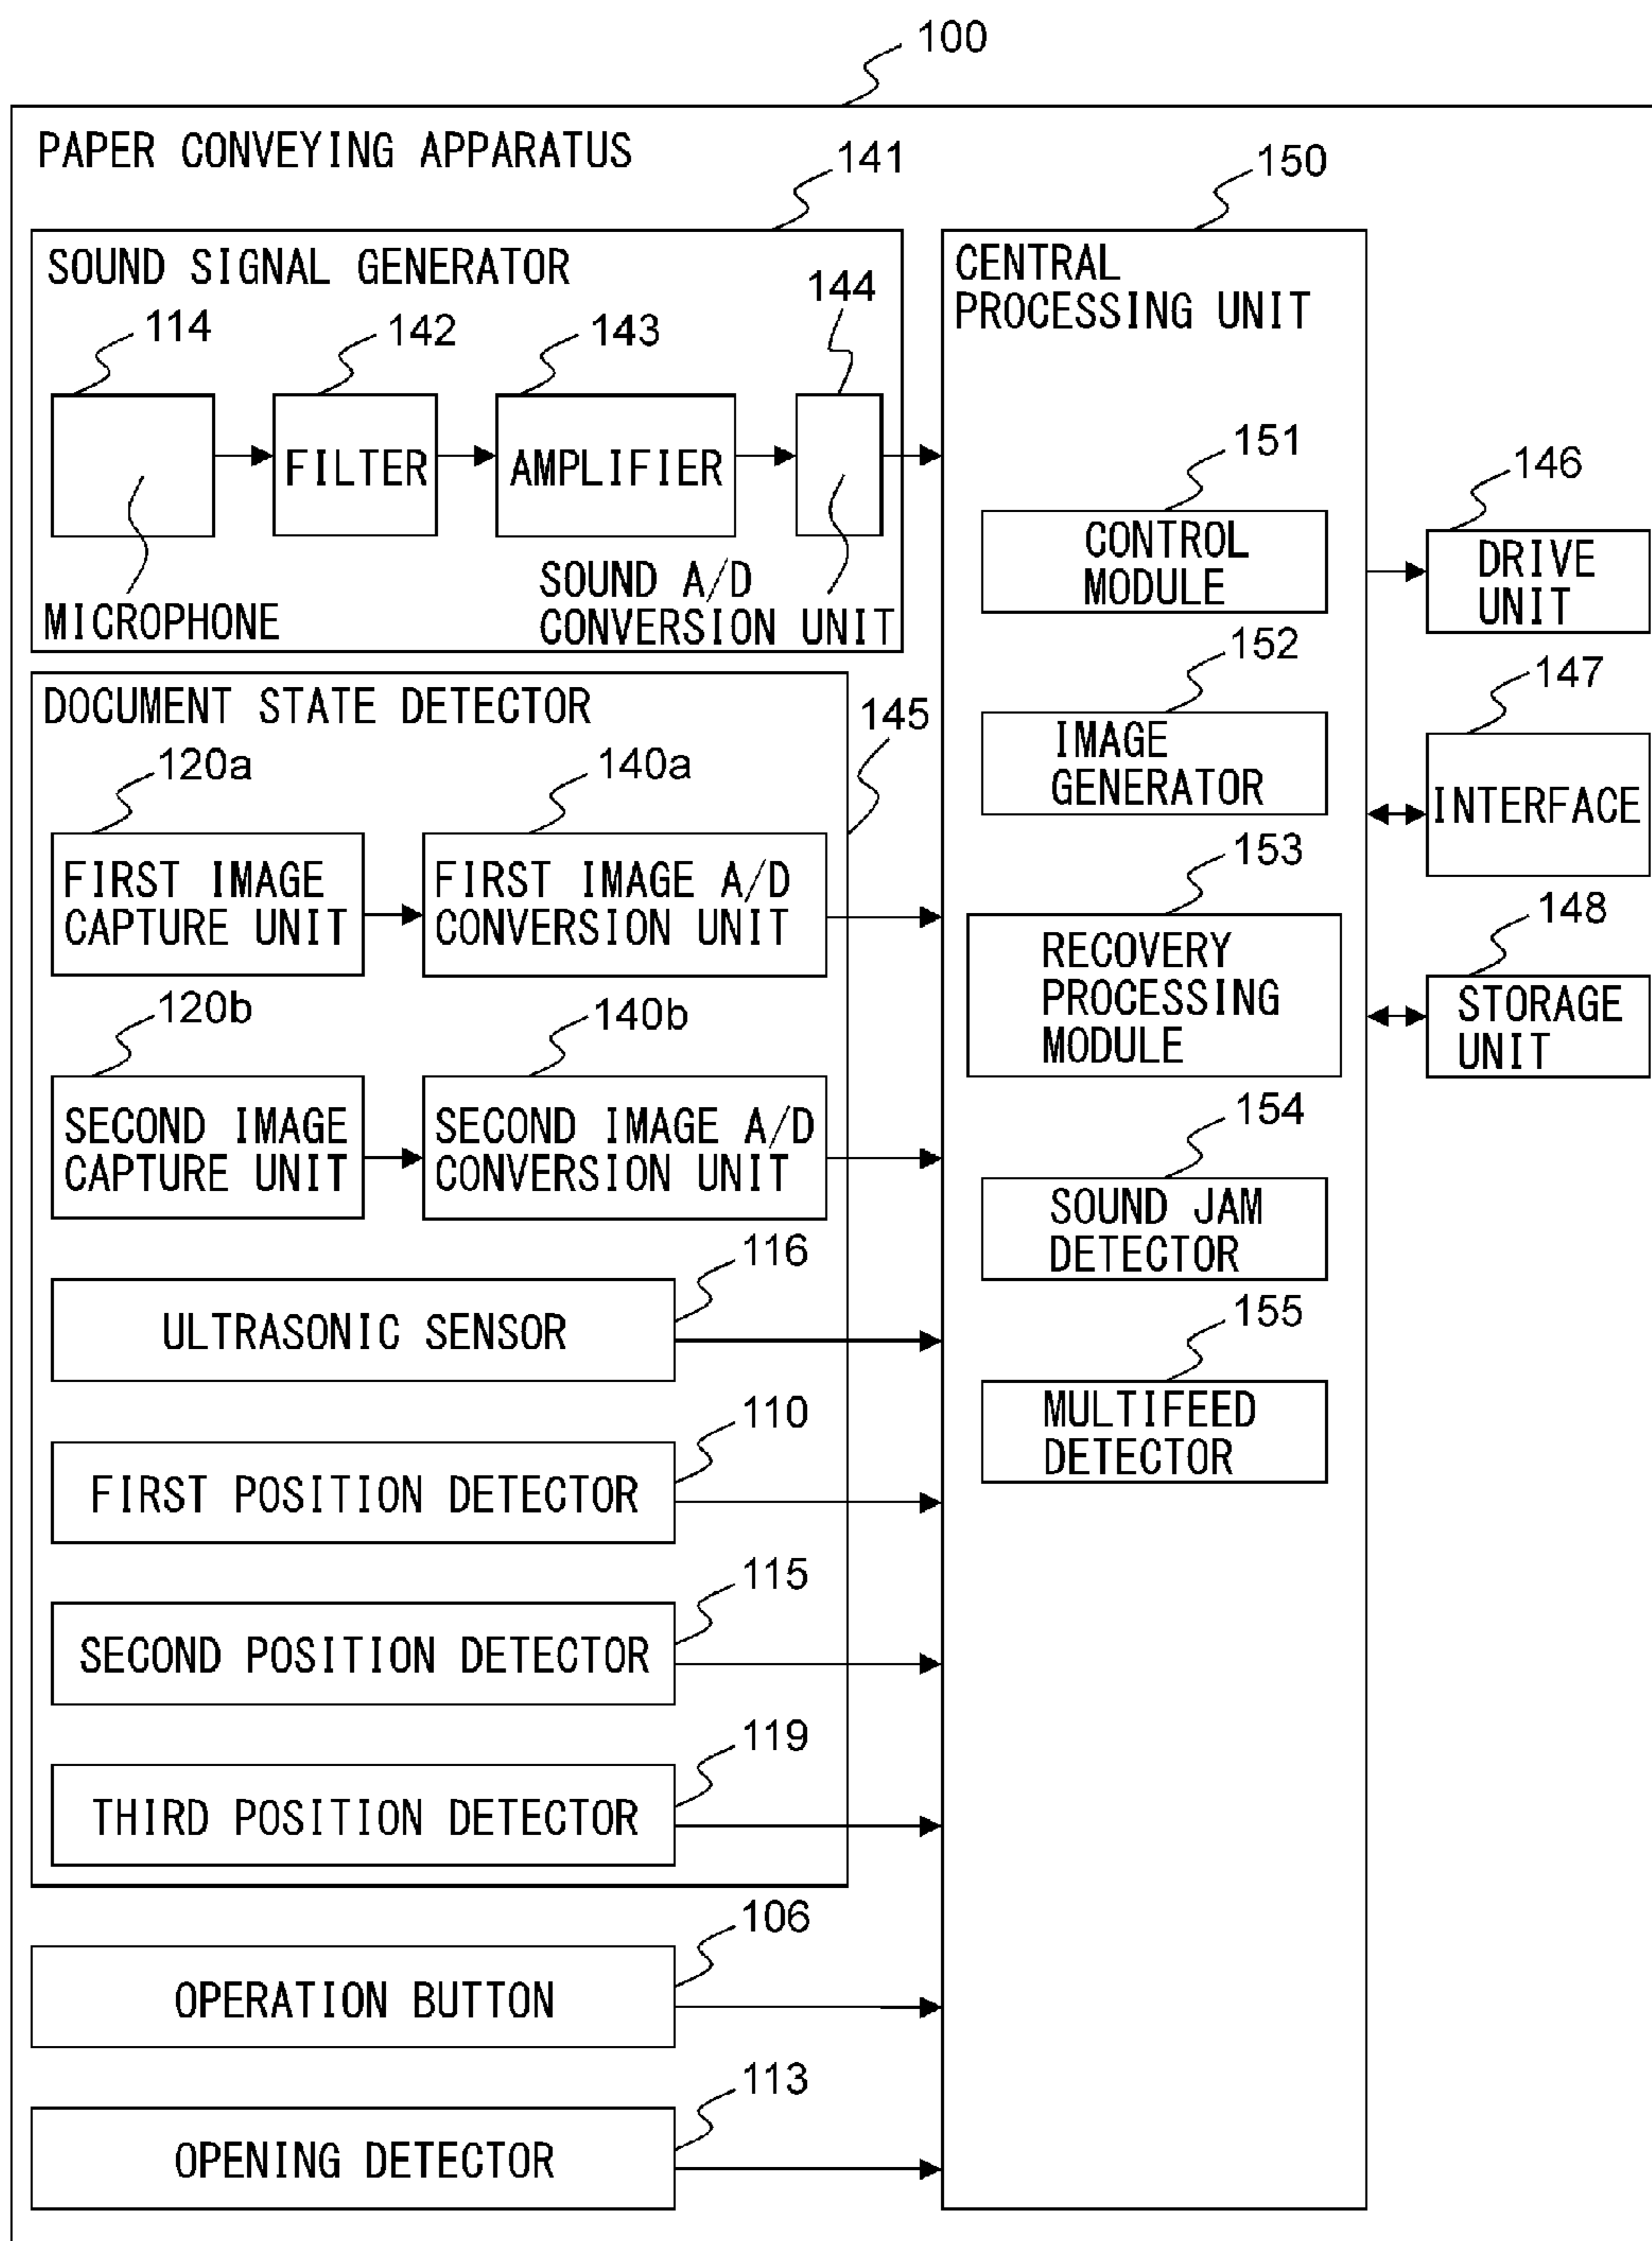 100
PAPER CONVEYING APPARATUS
141
150
SOUND SIGNAL GENERATOR
144
114
142
143
FILTER
AMPLIFIER
MICROPHONE
SOUND A/D
CONVERSION UNIT
DOCUMENT STATE DETECTOR
145
120a
140a
FIRST IMAGE
CAPTURE UNIT
FIRST IMAGE A/D
CONVERSION UNIT
120b
140b
SECOND IMAGE
CAPTURE UNIT
SECOND IMAGE A/D
CONVERSION UNIT
116
ULTRASONIC SENSOR
110
FIRST POSITION DETECTOR
115
SECOND POSITION DETECTOR
119
THIRD POSITION DETECTOR
106
OPERATION BUTTON
113
OPENING DETECTOR
CENTRAL
PROCESSING UNIT
151
CONTROL
MODULE
152
IMAGE
GENERATOR
153
RECOVERY
PROCESSING
MODULE
154
SOUND JAM
DETECTOR
155
MULTIFEED
DETECTOR
146
DRIVE
UNIT
147
INTERFACE
148
STORAGE
UNIT